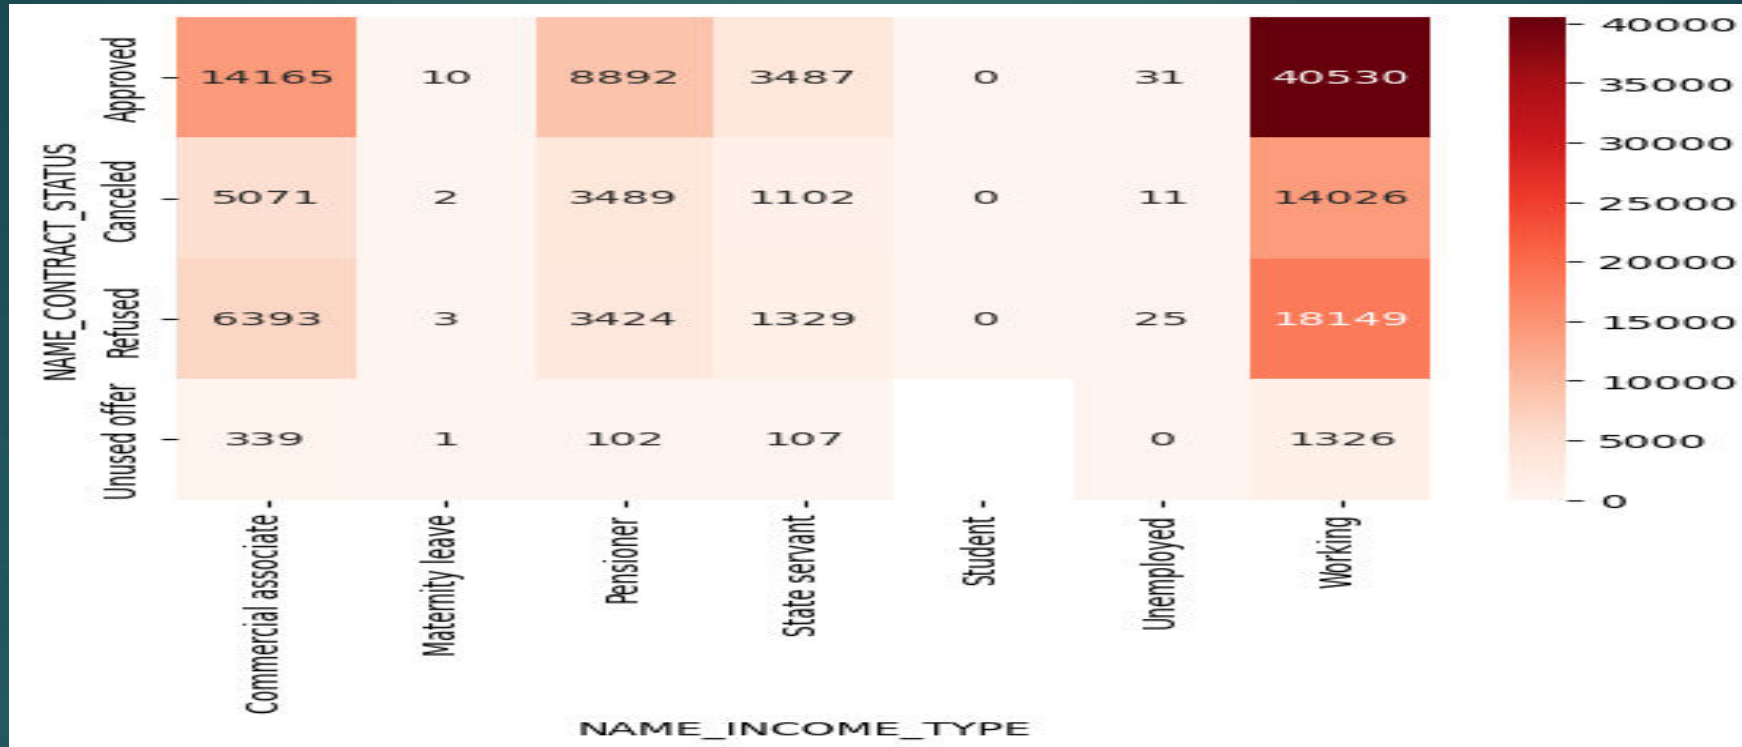 NAME_CONTRACT_STATUS
Approved 14165 10 8892 3487 0 31 40530
Canceled 5071 2 3489 1102 0 11 14026
Refused 6393 3 3424 1329 0 25 18149
Unused offer 339 1 102 107 0 1326
Commercial associate Maternity leave Pensioner State servant Student Unemployed Working
NAME_INCOME_TYPE
40000
35000
30000
25000
20000
15000
10000
5000
0